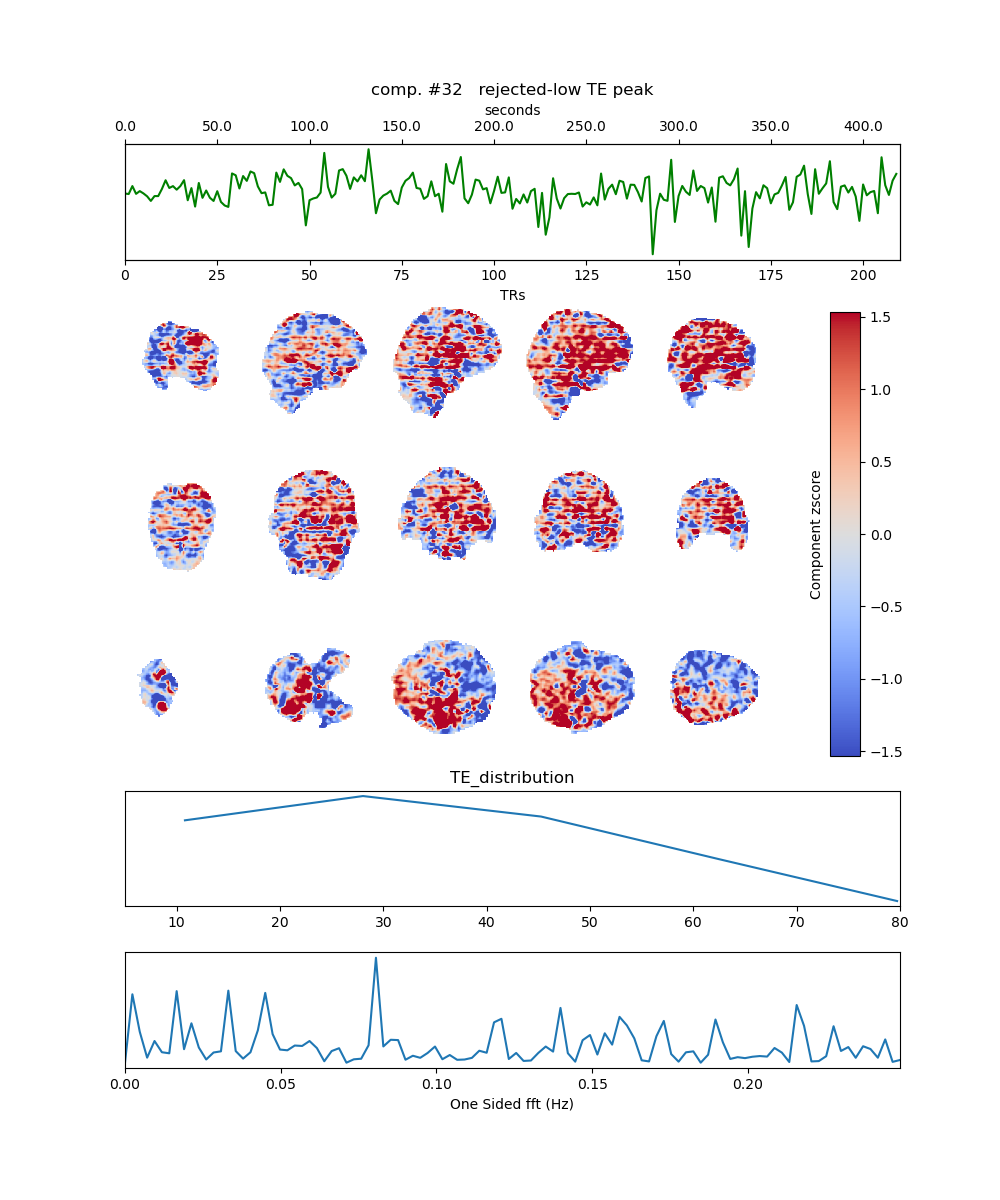 comp. #32   rejected-low TE peak
seconds
0.0 50.0 100.0 150.0 200.0 250.0 300.0 350.0 400.0
0 25 50 75 100 125 150 175 200
TRs
1.5
1.0
0.5
0.0
−0.5
−1.0
−1.5
Component zscore
TE_distribution
10 20 30 40 50 60 70 80
0.00 0.05 0.10 0.15 0.20
One Sided fft (Hz)